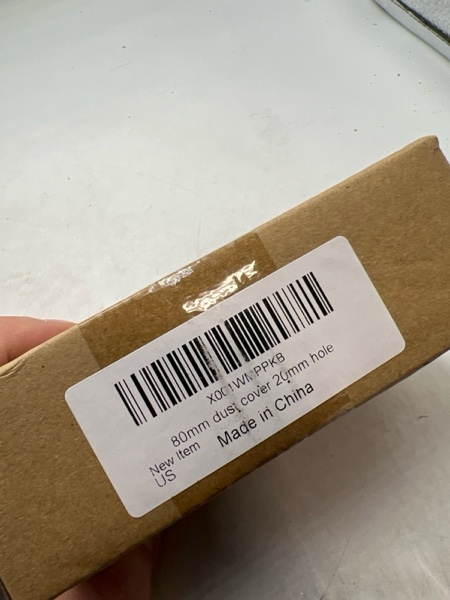 80mm dust cover 20mm hole
New Item
US
Made in China